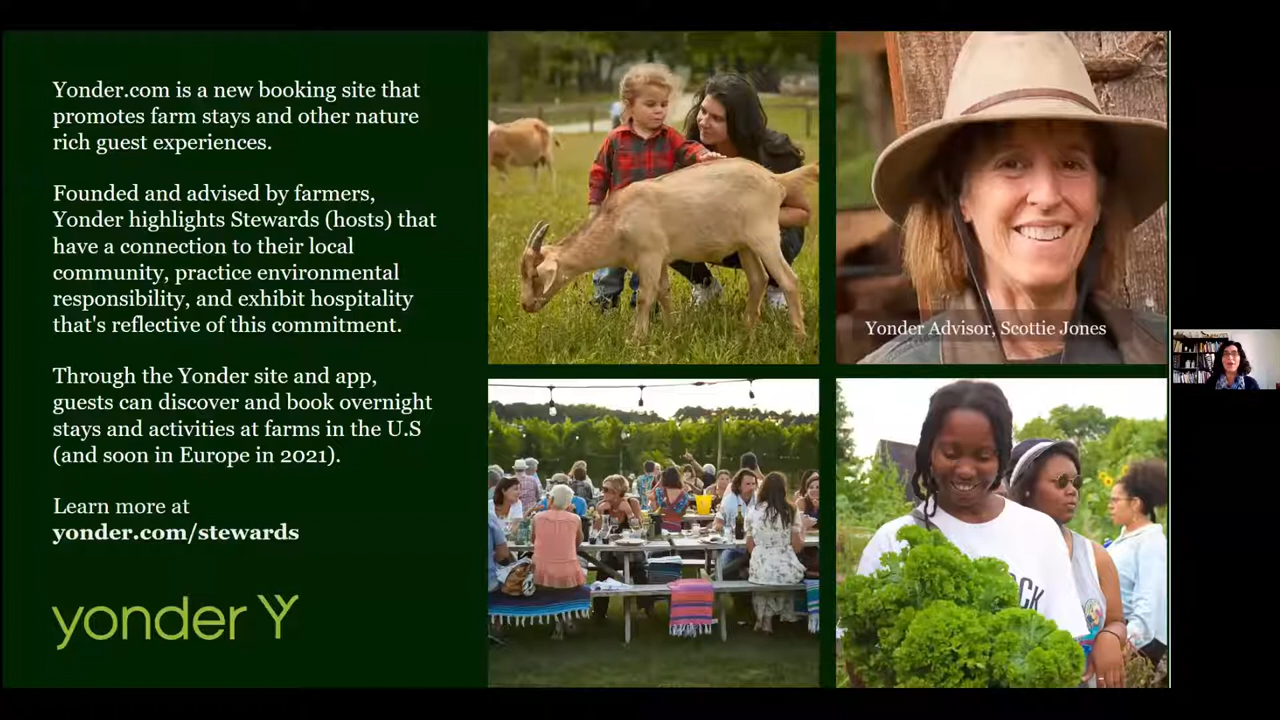 Yonder.com is a new booking site that
promotes farm stays and other nature
rich guest experiences.
Founded and advised by farmers,
Yonder highlights Stewards (hosts) that
have a connection to their local
community, practice environmental
responsibility, and exhibit hospitality
that's reflective of this commitment.
Through the Yonder site and app,
guests can discover and book overnight
stays and activities at farms in the U.S
(and soon in Europe in 2021).
Learn more at
yonder.com/stewards
yonder Y
Yonder Advisor, Scottie Jones